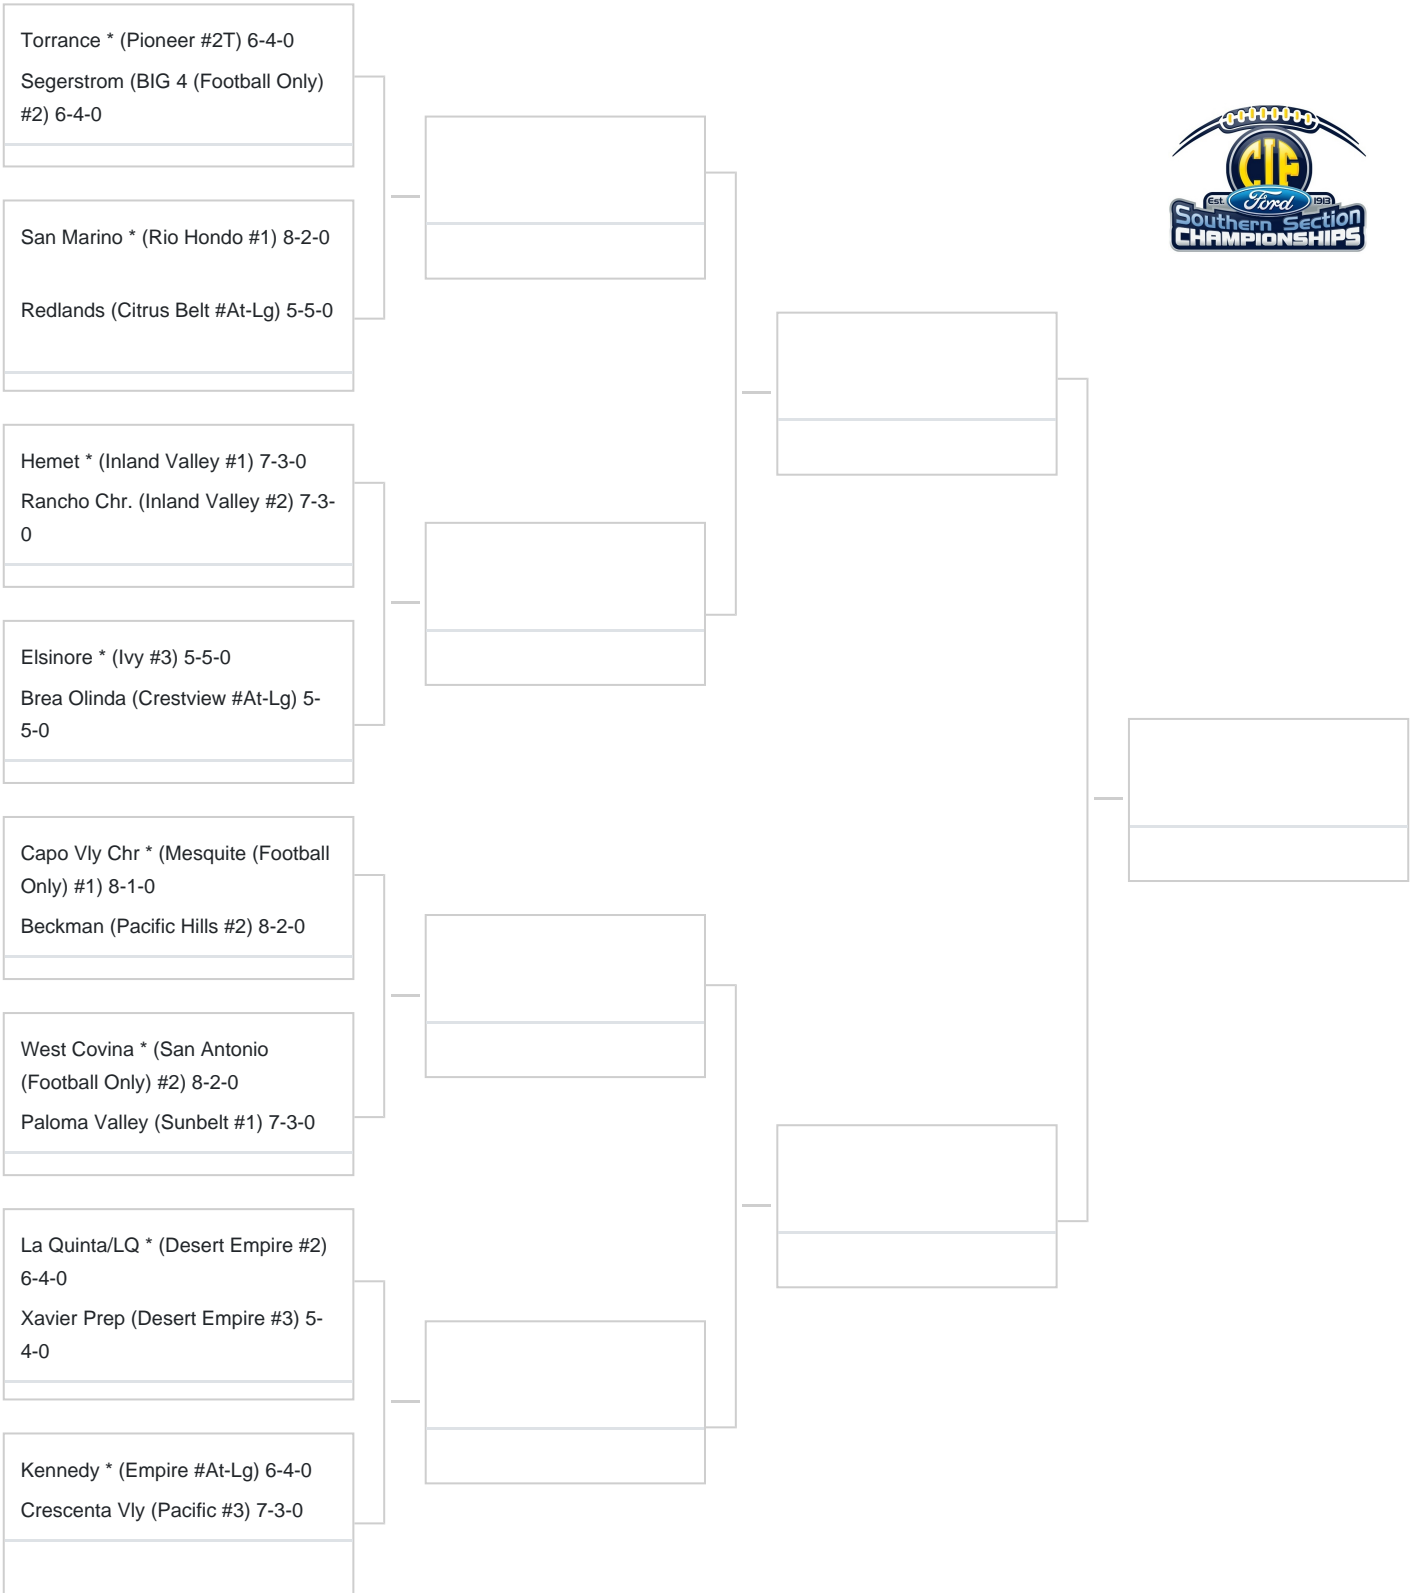 Torrance * (Pioneer #2T) 6-4-0
Segerstrom (BIG 4 (Football Only)
#2) 6-4-0
CIF
Est. Ford 1913
Southern Section
CHAMPIONSHIPS
San Marino * (Rio Hondo #1) 8-2-0
Redlands (Citrus Belt #At-Lg) 5-5-0
Hemet * (Inland Valley #1) 7-3-0
Rancho Chr. (Inland Valley #2) 7-3-
0
Elsinore * (Ivy #3) 5-5-0
Brea Olinda (Crestview #At-Lg) 5-
5-0
Capo Vly Chr * (Mesquite (Football
Only) #1) 8-1-0
Beckman (Pacific Hills #2) 8-2-0
West Covina * (San Antonio
(Football Only) #2) 8-2-0
Paloma Valley (Sunbelt #1) 7-3-0
La Quinta/LQ * (Desert Empire #2)
6-4-0
Xavier Prep (Desert Empire #3) 5-
4-0
Kennedy * (Empire #At-Lg) 6-4-0
Crescenta Vly (Pacific #3) 7-3-0